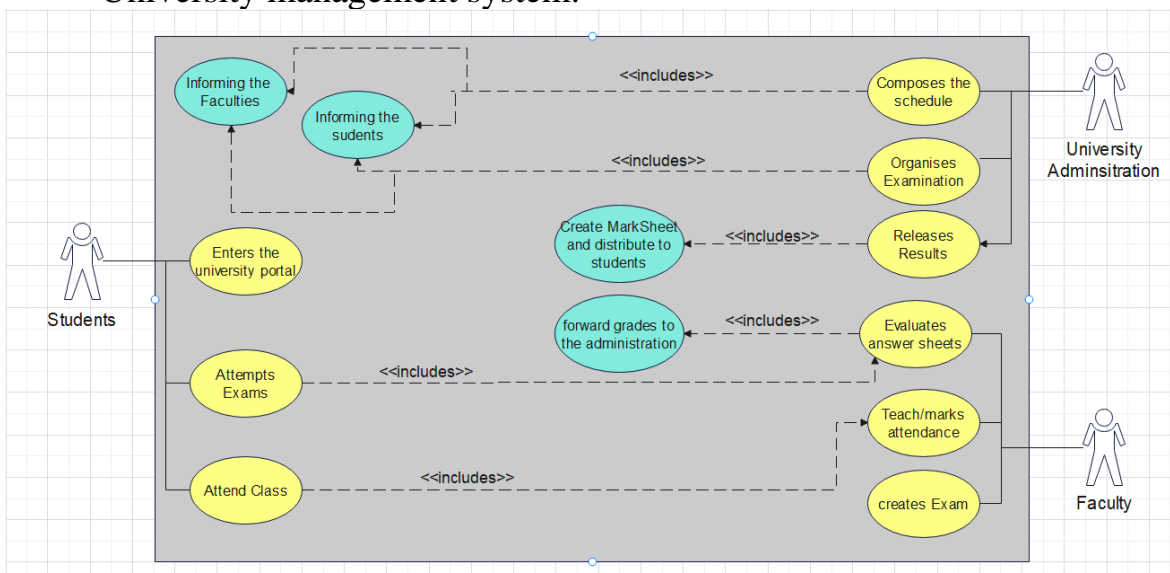 University management system.
Informing the
Faculties
<<includes>>
Composes the
schedule
Informing the
sudents
University
Adminsitration
<<includes>>
Organises
Examination
Create MarkSheet
and distribute to
students
<<includes>>
Releases
Results
Enters the
university portal
Students
forward grades to
the administration
<<includes>>
Evaluates
answer sheets
Attempts
Exams
<<includes>>
Teach/marks
attendance
Attend Class
<<includes>>
creates Exam
Faculty